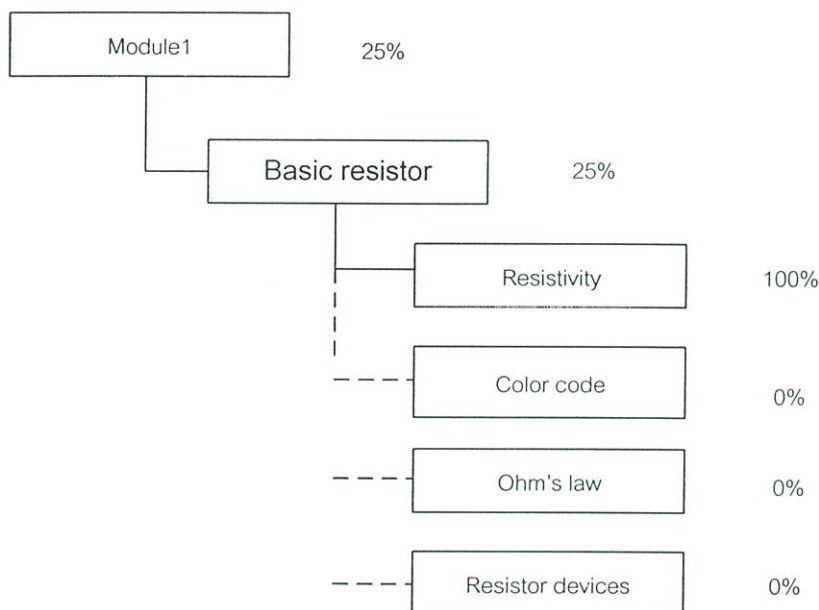 Module1 25%
Basic resistor 25%
Resistivity 100%
Color code 0%
Ohm's law 0%
Resistor devices 0%